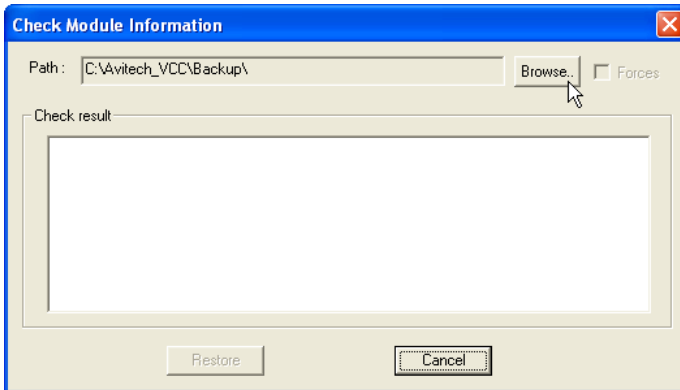 Check Module Information
Path : C:\Avitech_VCC\Backup\ Browse.. Forces
Check result
Restore Cancel